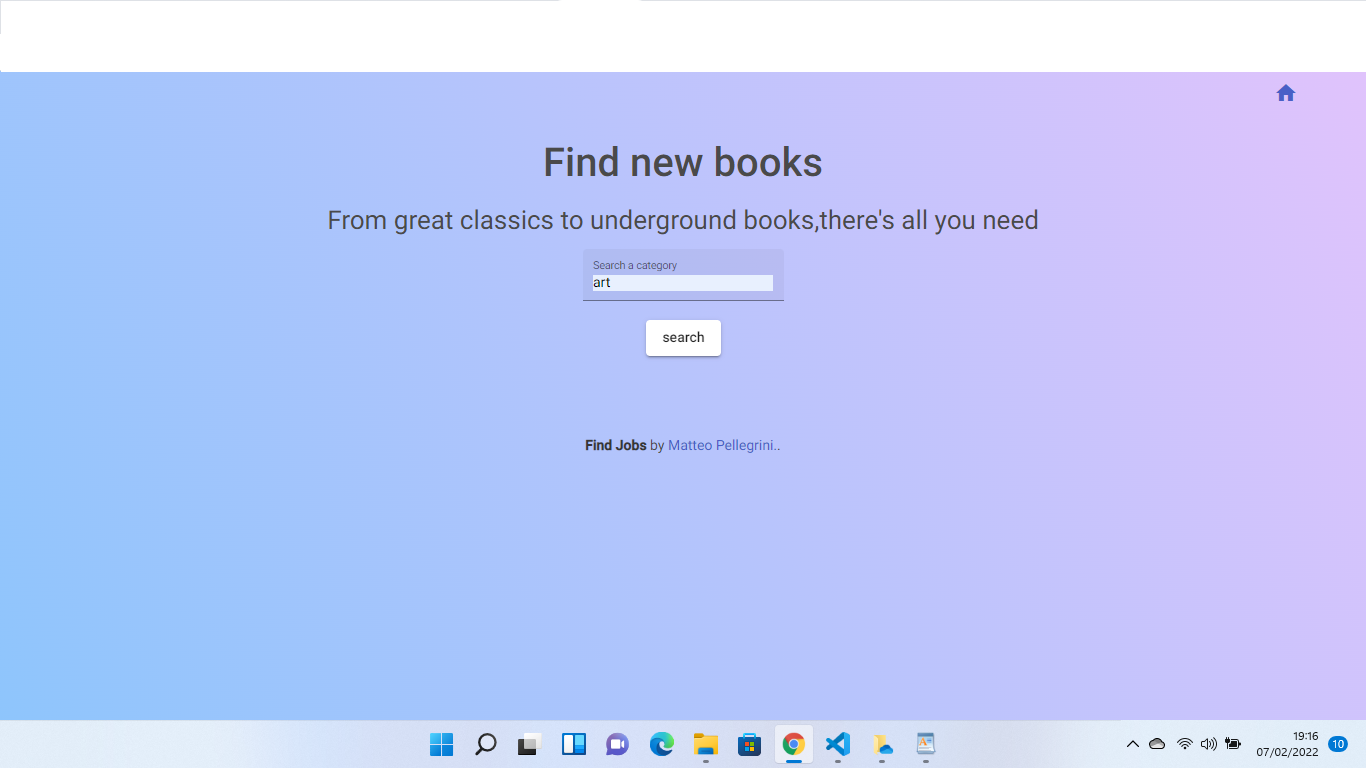 Find new books
From great classics to underground books,there's all you need
Search a category
art
search
Find Jobs by Matteo Pellegrini..
19:16
07/02/2022
10